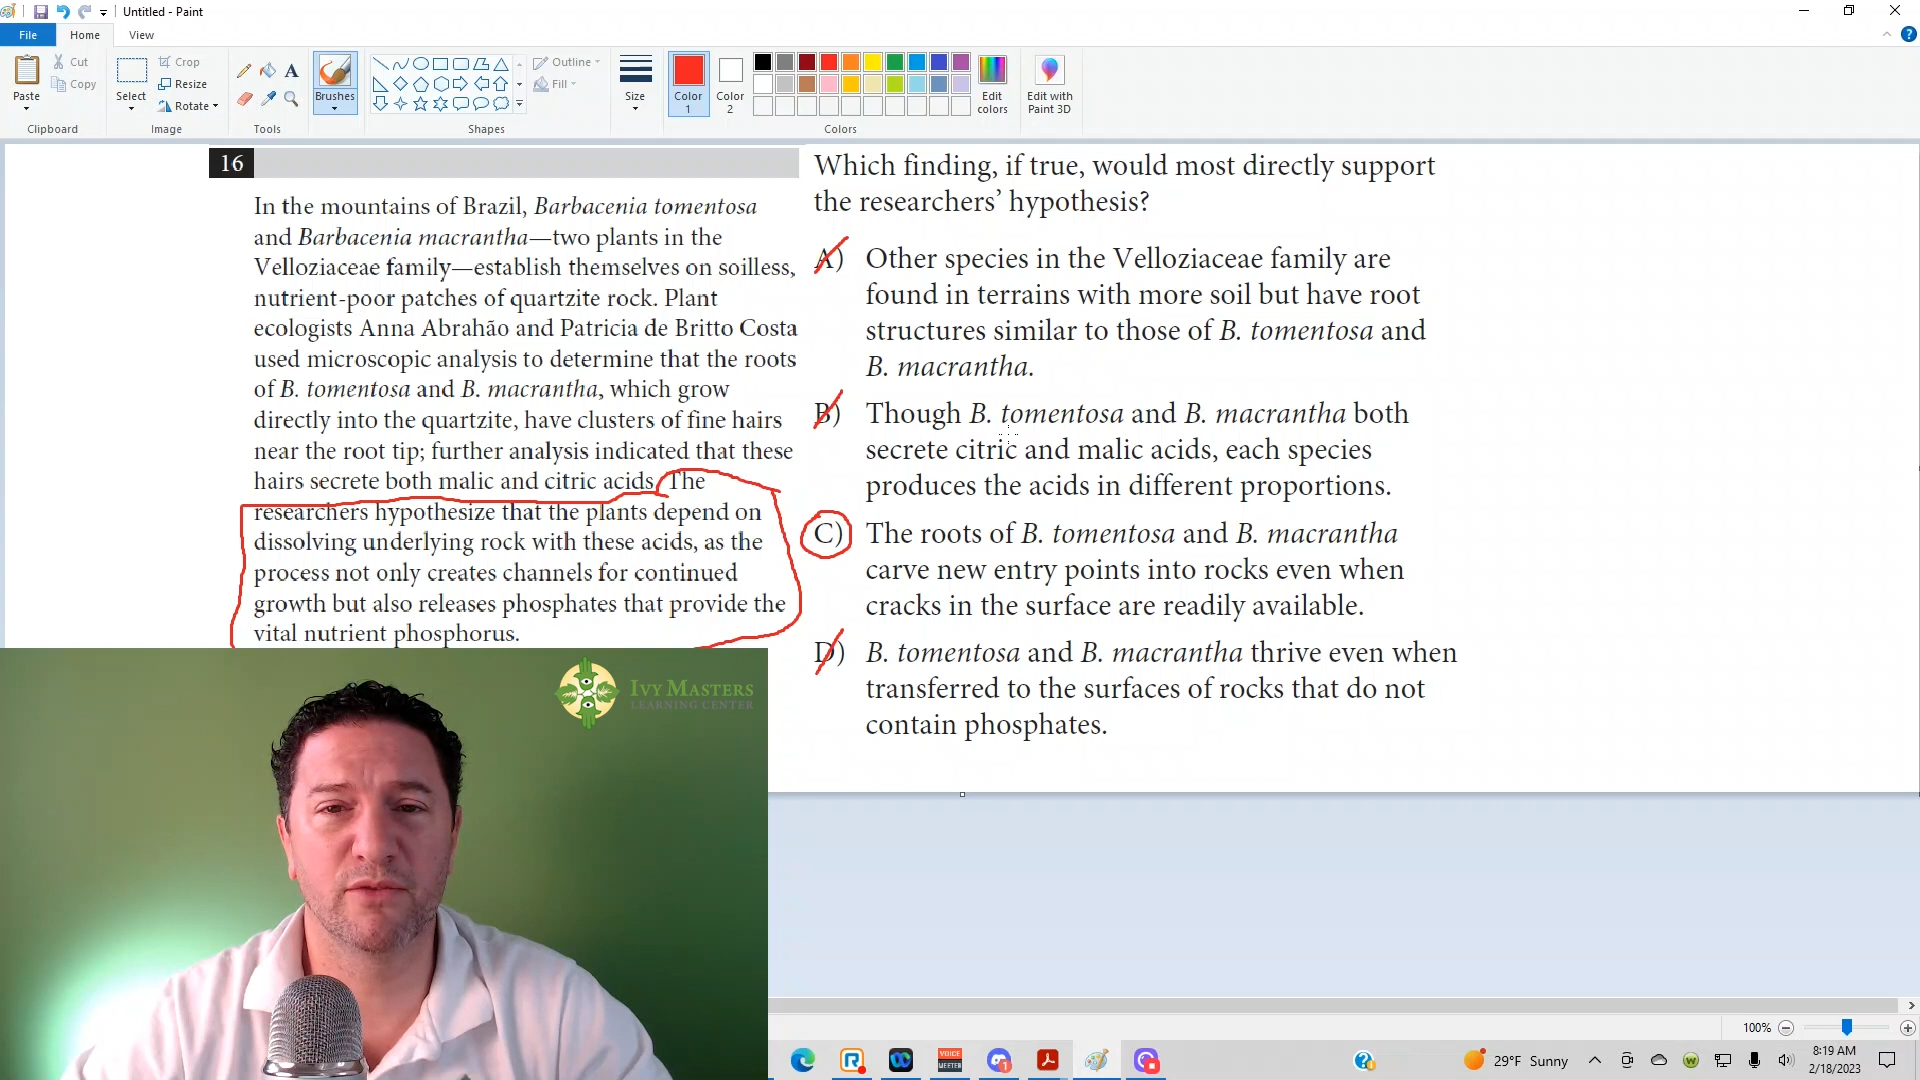 Untitled - Paint
File
Home
View
Paste
Cut
Copy
Clipboard
Select
Crop
Resize
Rotate
Image
A
Tools
Brushes
Shapes
Outline
Fill
Size
Color
1
Color
2
Edit
colors
Colors
Edit with
Paint 3D
16
In the mountains of Brazil, Barbacenia tomentosa
and Barbacenia macrantha—two plants in the
Velloziaceae family—establish themselves on soilless,
nutrient-poor patches of quartzite rock. Plant
ecologists Anna Abrahão and Patricia de Britto Costa
used microscopic analysis to determine that the roots
of B. tomentosa and B. macrantha, which grow
directly into the quartzite, have clusters of fine hairs
near the root tip; further analysis indicated that these
hairs secrete both malic and citric acids. The
researchers hypothesize that the plants depend on
dissolving underlying rock with these acids, as the
process not only creates channels for continued
growth but also releases phosphates that provide the
vital nutrient phosphorus.
Which finding, if true, would most directly support
the researchers’ hypothesis?
A) Other species in the Velloziaceae family are
found in terrains with more soil but have root
structures similar to those of B. tomentosa and
B. macrantha.
B) Though B. tomentosa and B. macrantha both
secrete citric and malic acids, each species
produces the acids in different proportions.
C) The roots of B. tomentosa and B. macrantha
carve new entry points into rocks even when
cracks in the surface are readily available.
D) B. tomentosa and B. macrantha thrive even when
transferred to the surfaces of rocks that do not
contain phosphates.
IVY MASTERS
LEARNING CENTER
100%
VOICE
MEETER
29°F Sunny
8:19 AM
2/18/2023